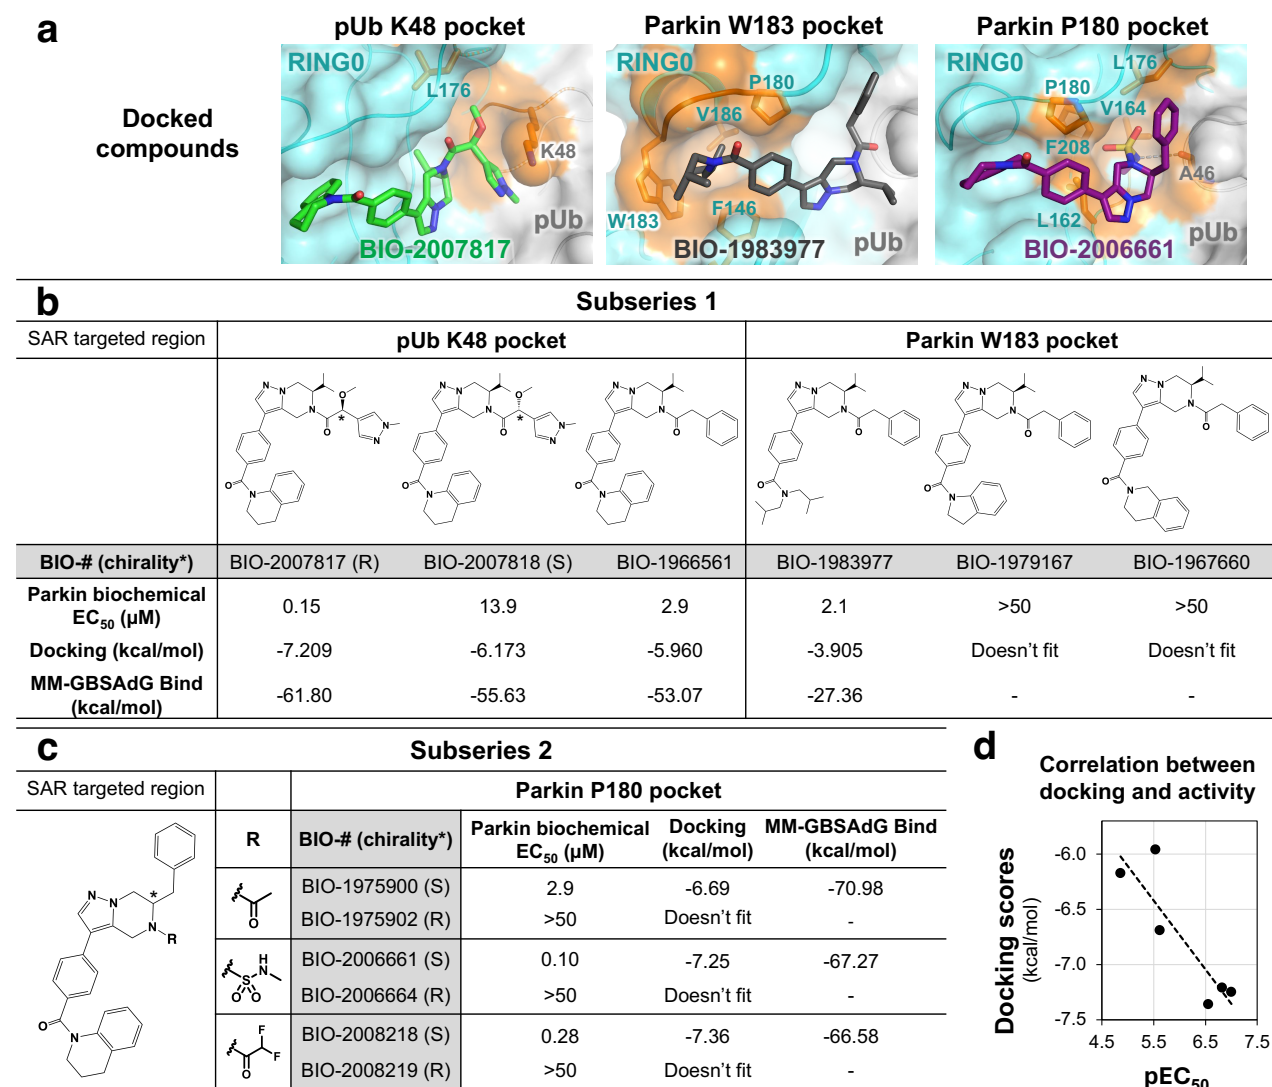 a
pUb K48 pocket
Parkin W183 pocket
Parkin P180 pocket
Docked
compounds
RING0
L176
K48
pUb
BIO-2007817
RING0
P180
V186
W183
F146
pUb
BIO-1983977
RING0
L176
P180
V164
F208
A46
L162
pUb
BIO-2006661
b
Subseries 1
SAR targeted region
pUb K48 pocket
Parkin W183 pocket
N N O N O * N N O N
N N O N O * N N O N
N N N O O N
N N N O O N
N N N O O N
N N N O O N
BIO-# (chirality*) BIO-2007817 (R) BIO-2007818 (S) BIO-1966561 BIO-1983977 BIO-1979167 BIO-1967660
Parkin biochemical
EC50 (µM) 0.15 13.9 2.9 2.1 >50 >50
Docking (kcal/mol) -7.209 -6.173 -5.960 -3.905 Doesn't fit Doesn't fit
MM-GBSAdG Bind
(kcal/mol) -61.80 -55.63 -53.07 -27.36 - -
c
Subseries 2
SAR targeted region
Parkin P180 pocket
R BIO-# (chirality*) Parkin biochemical
EC50 (µM) Docking
(kcal/mol) MM-GBSAdG Bind
(kcal/mol)
N N * N R O N
O
BIO-1975900 (S) 2.9 -6.69 -70.98
BIO-1975902 (R) >50 Doesn't fit -
H
S N
O O
BIO-2006661 (S) 0.10 -7.25 -67.27
BIO-2006664 (R) >50 Doesn't fit -
F
F
O
BIO-2008218 (S) 0.28 -7.36 -66.58
BIO-2008219 (R) >50 Doesn't fit -
d
Correlation between
docking and activity
Docking scores
(kcal/mol)
-6.0
-6.5
-7.0
-7.5
4.5 5.5 6.5 7.5
pEC50